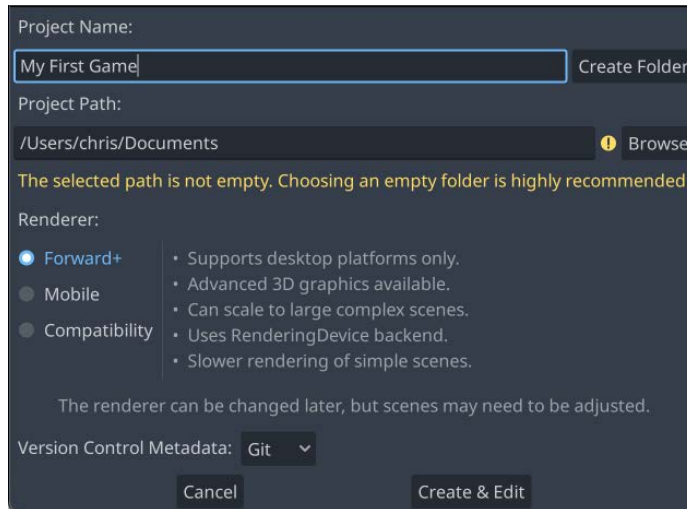 Project Name:
My First Game
Create Folder
Project Path:
/Users/chris/Documents
Browse
The selected path is not empty. Choosing an empty folder is highly recommended
Renderer:
Forward+
Mobile
Compatibility
• Supports desktop platforms only.
• Advanced 3D graphics available.
• Can scale to large complex scenes.
• Uses RenderingDevice backend.
• Slower rendering of simple scenes.
The renderer can be changed later, but scenes may need to be adjusted.
Version Control Metadata: Git
Cancel
Create & Edit